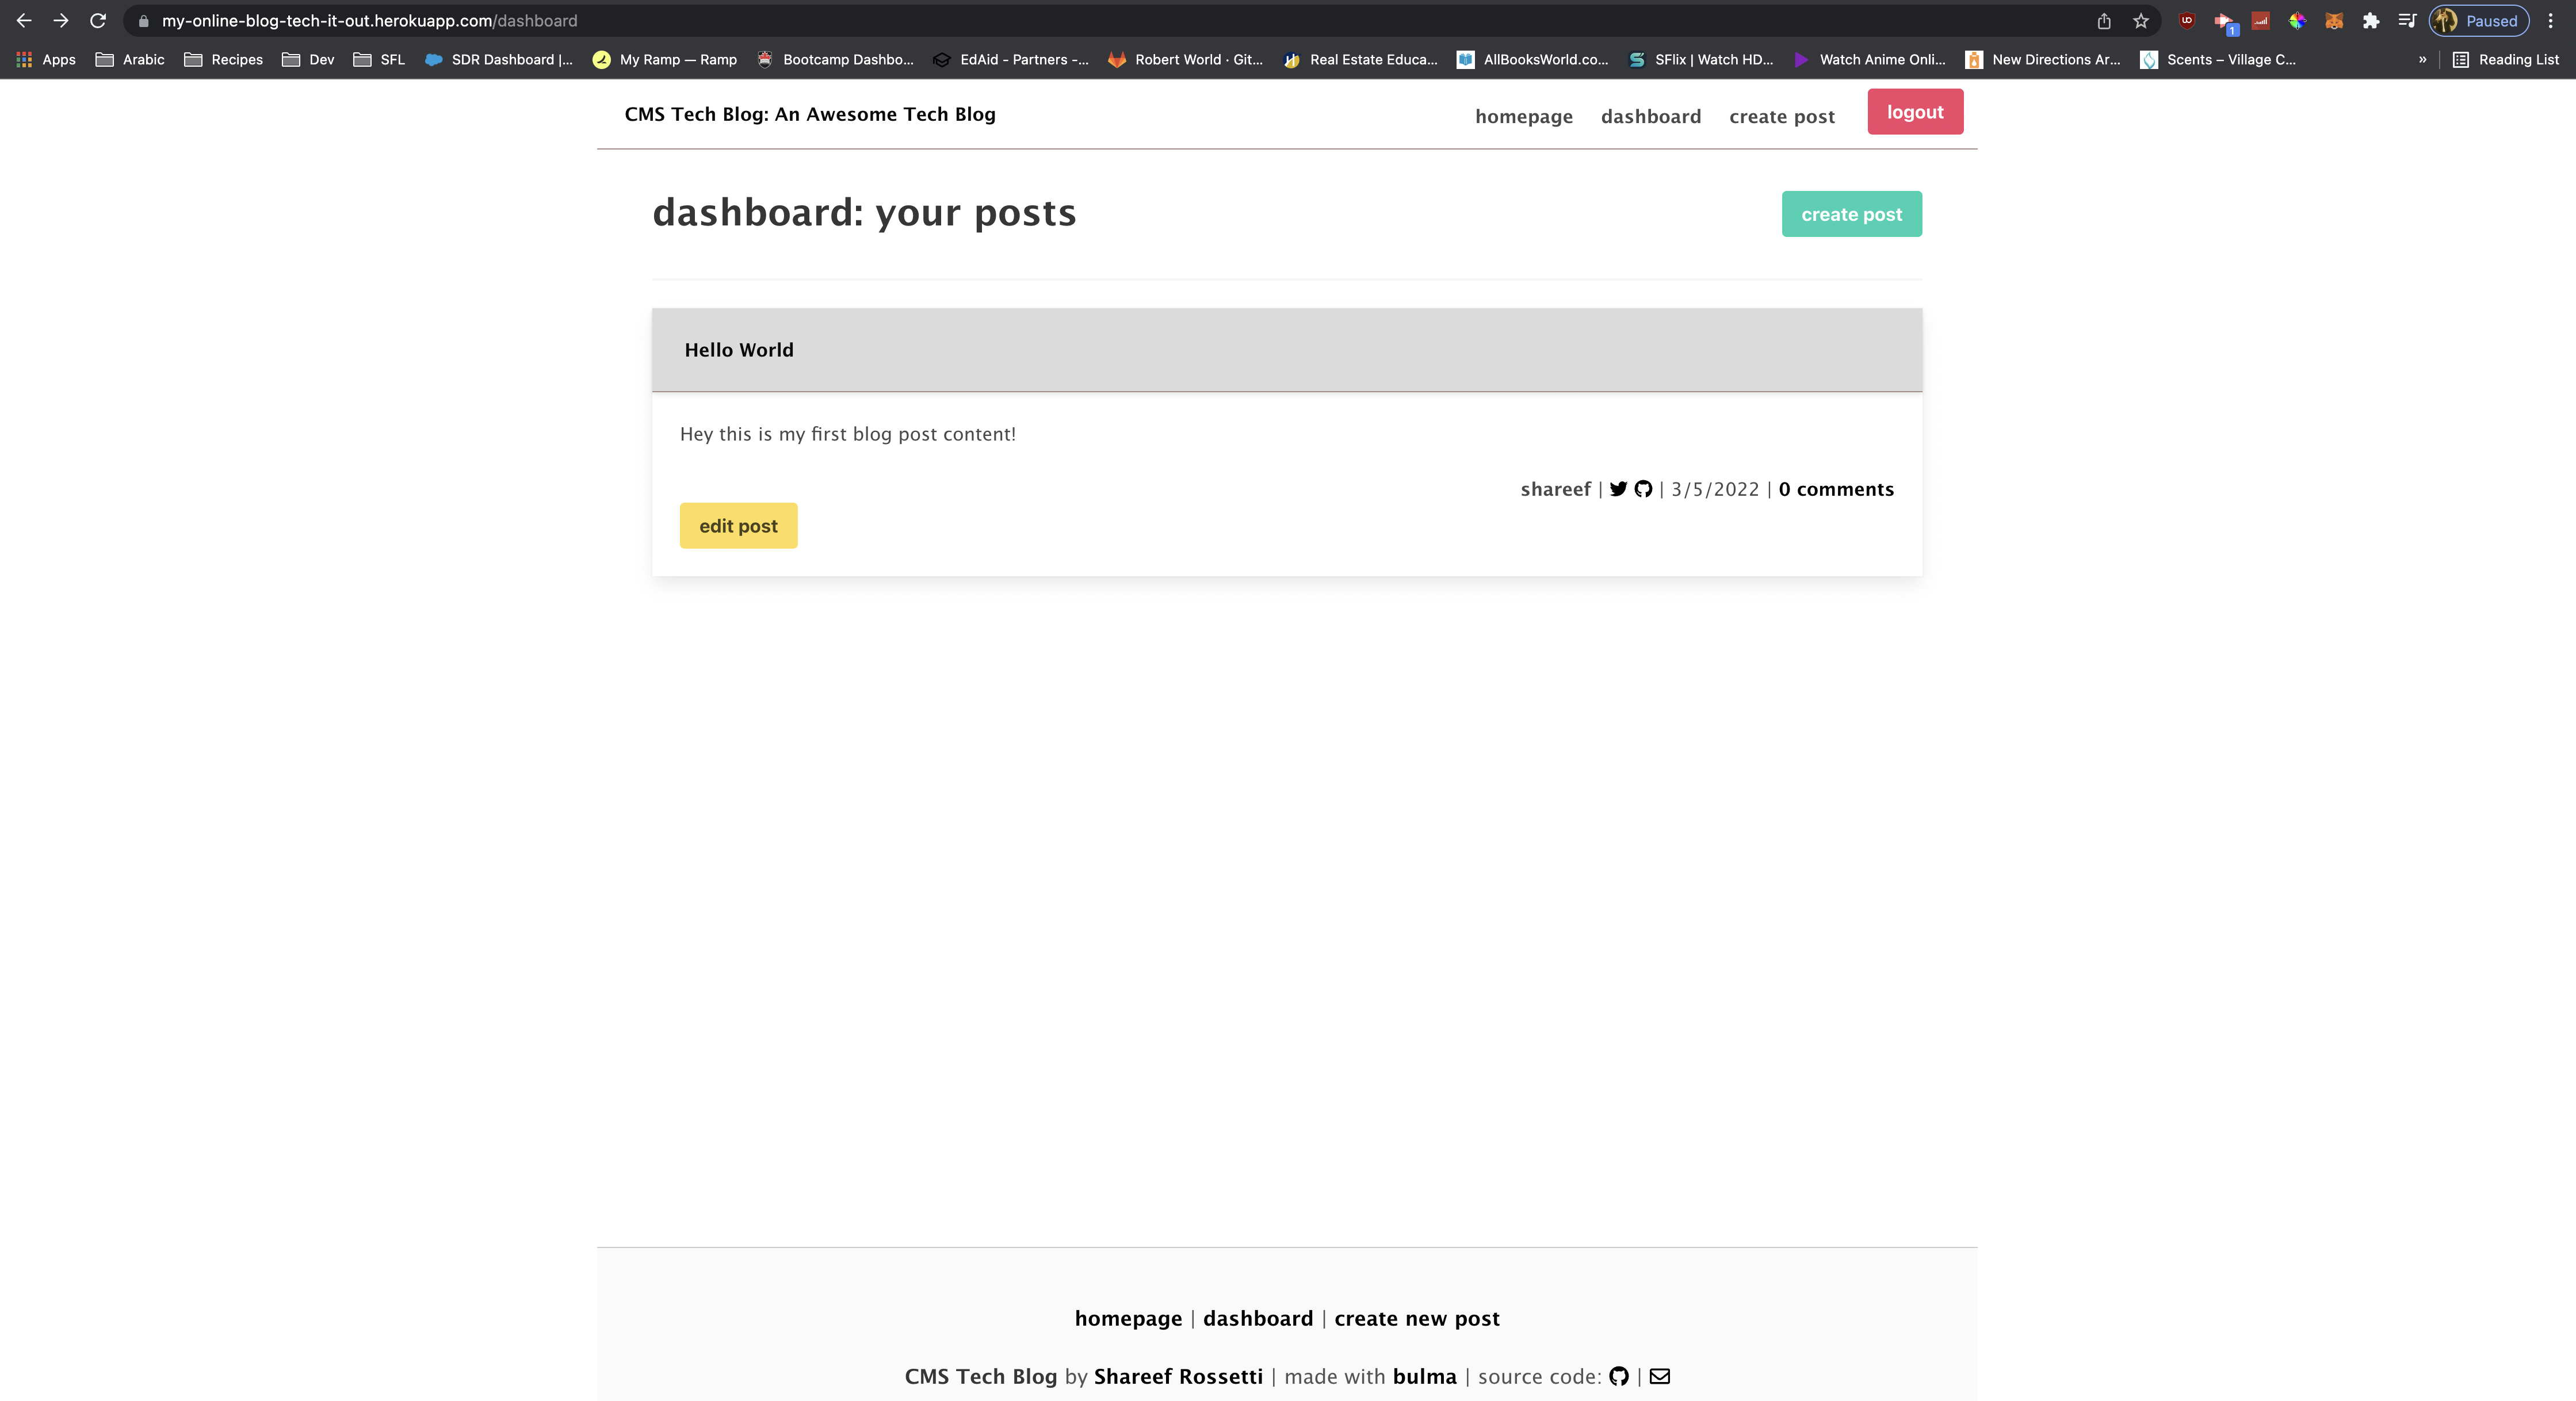 my-online-blog-tech-it-out.herokuapp.com/dashboard
1
Paused
Apps Arabic Recipes Dev SFL SDR Dashboard |... My Ramp — Ramp Bootcamp Dashbo... EdAid - Partners -... Robert World · Git... Real Estate Educa... AllBooksWorld.co... SFlix | Watch HD... Watch Anime Onli... New Directions Ar... Scents – Village C... » Reading List
CMS Tech Blog: An Awesome Tech Blog homepage dashboard create post logout
dashboard: your posts create post
Hello World
Hey this is my first blog post content!
shareef | | 3/5/2022 | 0 comments
edit post
homepage | dashboard | create new post
CMS Tech Blog by Shareef Rossetti | made with bulma | source code: |